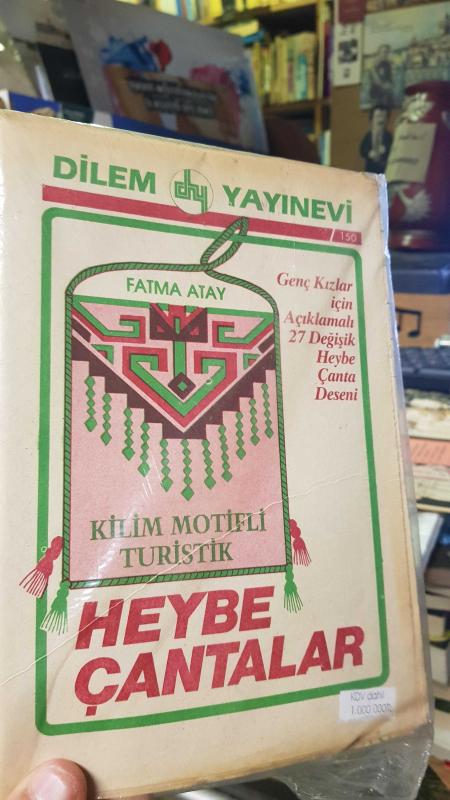 DİLEM dhy YAYINEVİ
150
FATMA ATAY
Genç Kızlar
için
Açıklamalı
27 Değişik
Heybe
Çanta
Deseni
KİLİM MOTİFLİ
TURİSTİK
HEYBE
ÇANTALAR
KDV dahil
1.000.000TL